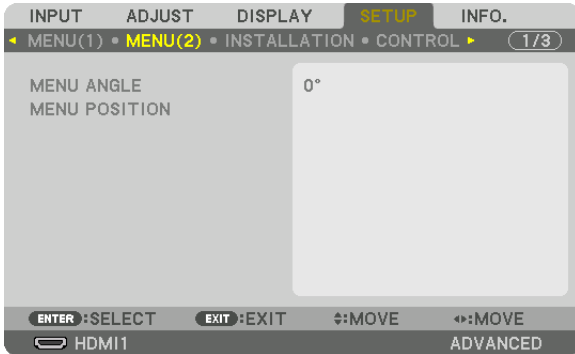 INPUT ADJUST DISPLAY SETUP INFO.
◂ MENU(1) • MENU(2) • INSTALLATION • CONTROL ▸ 1/3
MENU ANGLE 0°
MENU POSITION
ENTER :SELECT EXIT :EXIT ◆:MOVE ◂▸:MOVE
HDMI1 ADVANCED